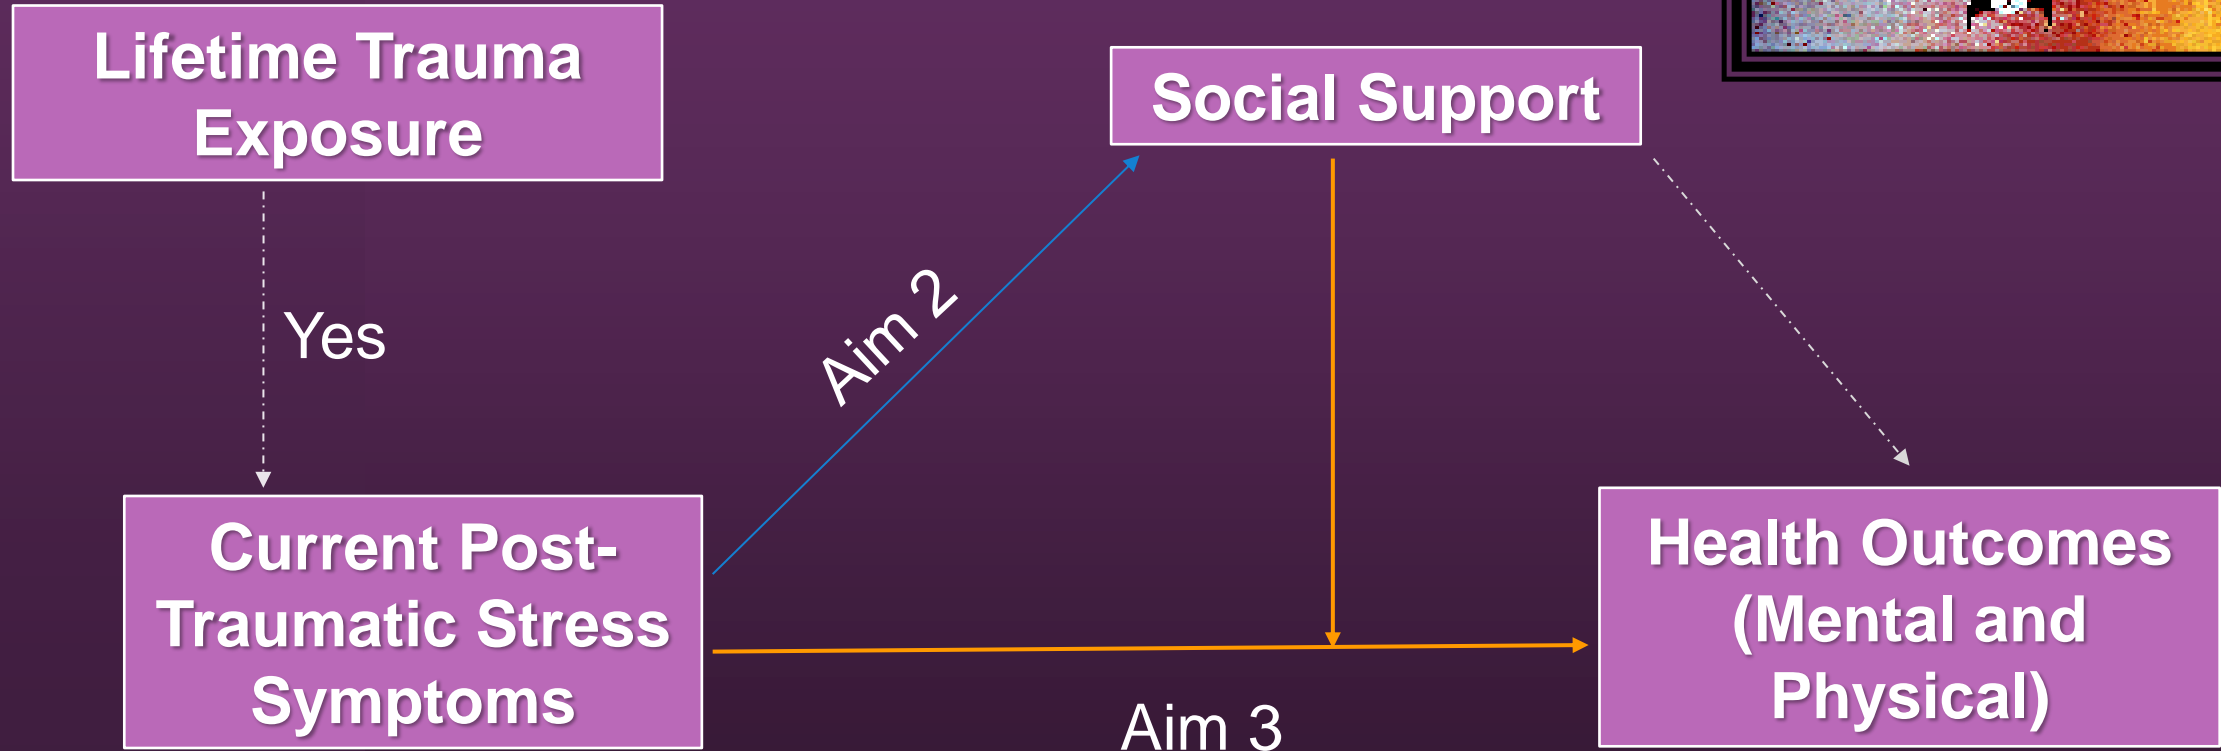 Lifetime Trauma
Exposure
Social Support
Yes
Aim 2
Current Post-
Traumatic Stress
Symptoms
Health Outcomes
(Mental and
Physical)
Aim 3